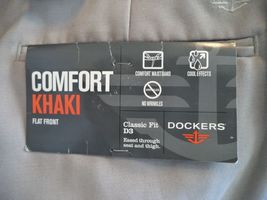 COMFORT
KHAKI
FLAT FRONT
COMFORT WAISTBAND
COOL EFFECTS
NO WRINKLES
Classic Fit
D3
Eased through
seat and thigh.
DOCKERS